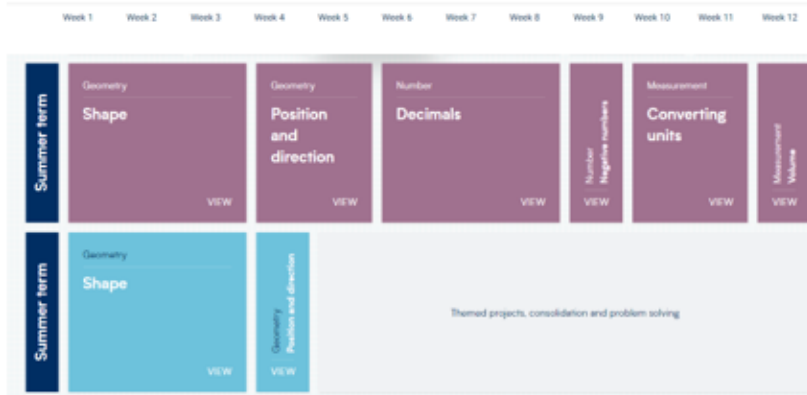 Week 1 Week 2 Week 3 Week 4 Week 5 Week 6 Week 7 Week 8 Week 9 Week 10 Week 11 Week 12
Summer term
Geometry
Shape
VIEW
Geometry
Position
and
direction
VIEW
Number
Decimals
VIEW
Number
Negative numbers
VIEW
Measurement
Converting
units
VIEW
Measurement
Volume
VIEW
Summer term
Geometry
Shape
VIEW
Geometry
Position and direction
VIEW
Themed projects, consolidation and problem solving